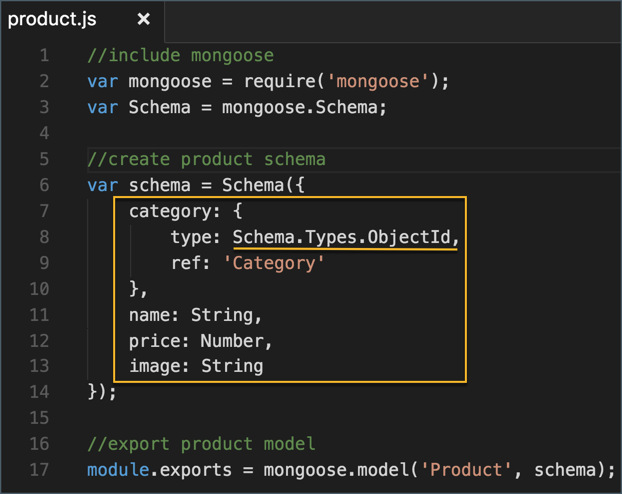 product.js ×
1 //include mongoose
2 var mongoose = require('mongoose');
3 var Schema = mongoose.Schema;
4
5 //create product schema
6 var schema = Schema({
7 category: {
8 type: Schema.Types.ObjectId,
9 ref: 'Category'
10 },
11 name: String,
12 price: Number,
13 image: String
14 });
15
16 //export product model
17 module.exports = mongoose.model('Product', schema);